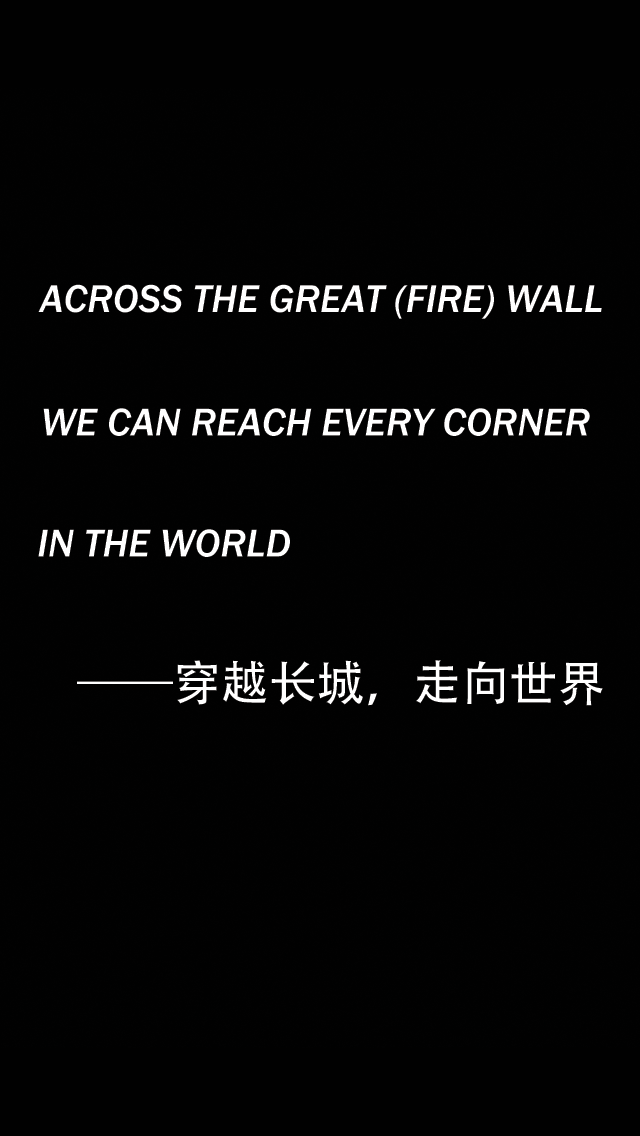 ACROSS THE GREAT (FIRE) WALL
WE CAN REACH EVERY CORNER
IN THE WORLD
——穿越长城，走向世界